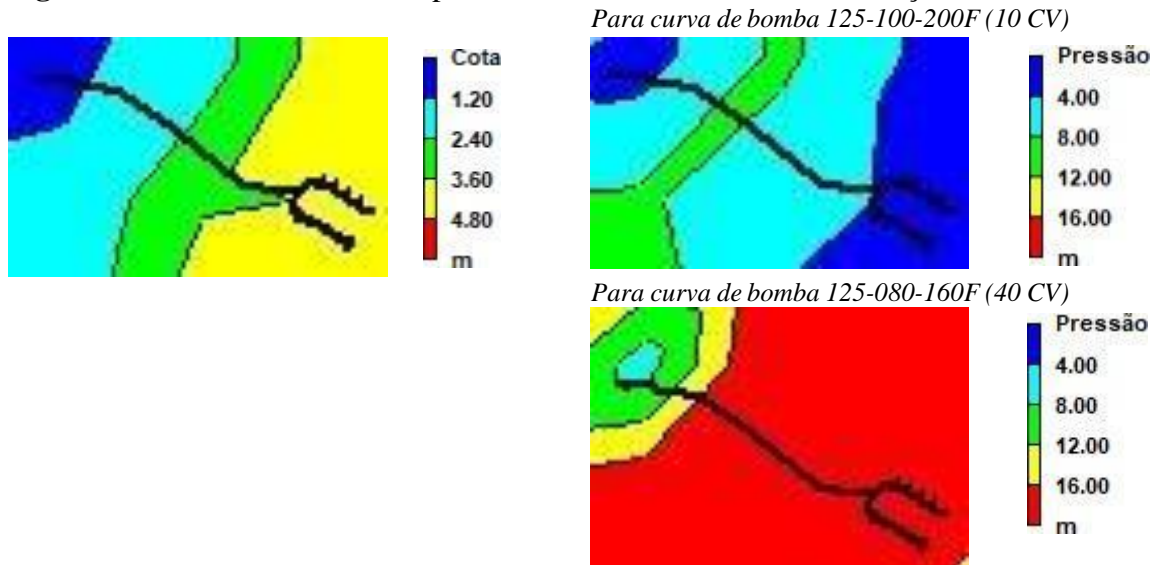 Para curva de bomba 125-100-200F (10 CV)
Cota
1.20
2.40
3.60
4.80
m
Pressão
4.00
8.00
12.00
16.00
m
Para curva de bomba 125-080-160F (40 CV)
Pressão
4.00
8.00
12.00
16.00
m